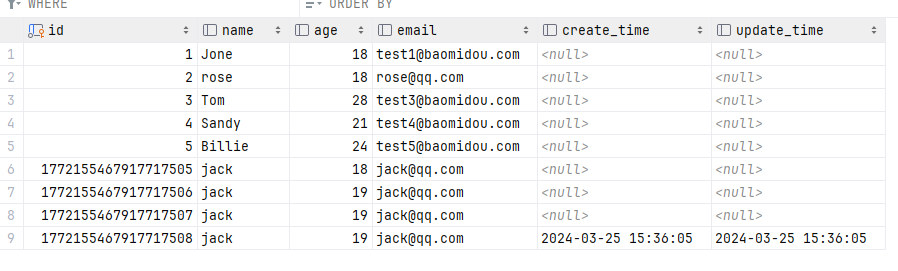 WHERE ORDER BY
id name age email create_time update_time
1 1 Jone 18 test1@baomidou.com <null> <null>
2 2 rose 18 rose@qq.com <null> <null>
3 3 Tom 28 test3@baomidou.com <null> <null>
4 4 Sandy 21 test4@baomidou.com <null> <null>
5 5 Billie 24 test5@baomidou.com <null> <null>
6 1772155467917717505 jack 18 jack@qq.com <null> <null>
7 1772155467917717506 jack 19 jack@qq.com <null> <null>
8 1772155467917717507 jack 19 jack@qq.com <null> <null>
9 1772155467917717508 jack 19 jack@qq.com 2024-03-25 15:36:05 2024-03-25 15:36:05